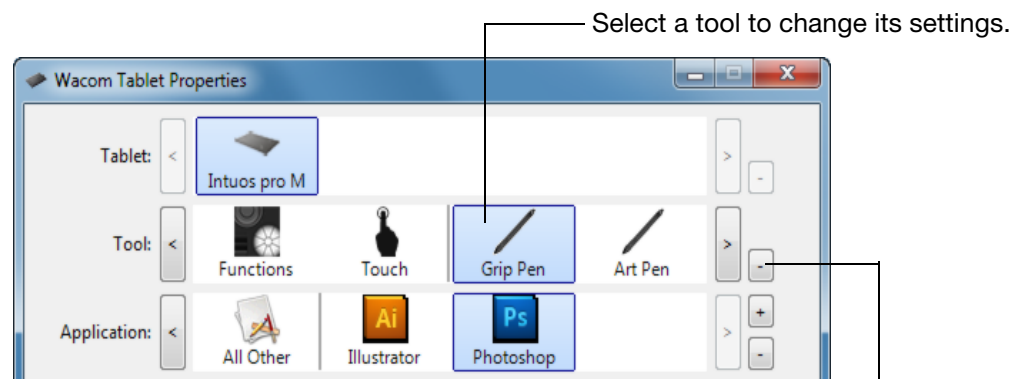 Select a tool to change its settings.
Wacom Tablet Properties
Tablet: < Intuos pro M > -
Tool: < Functions Touch Grip Pen Art Pen > -
Ai Ps
Application: < All Other Illustrator Photoshop > + -